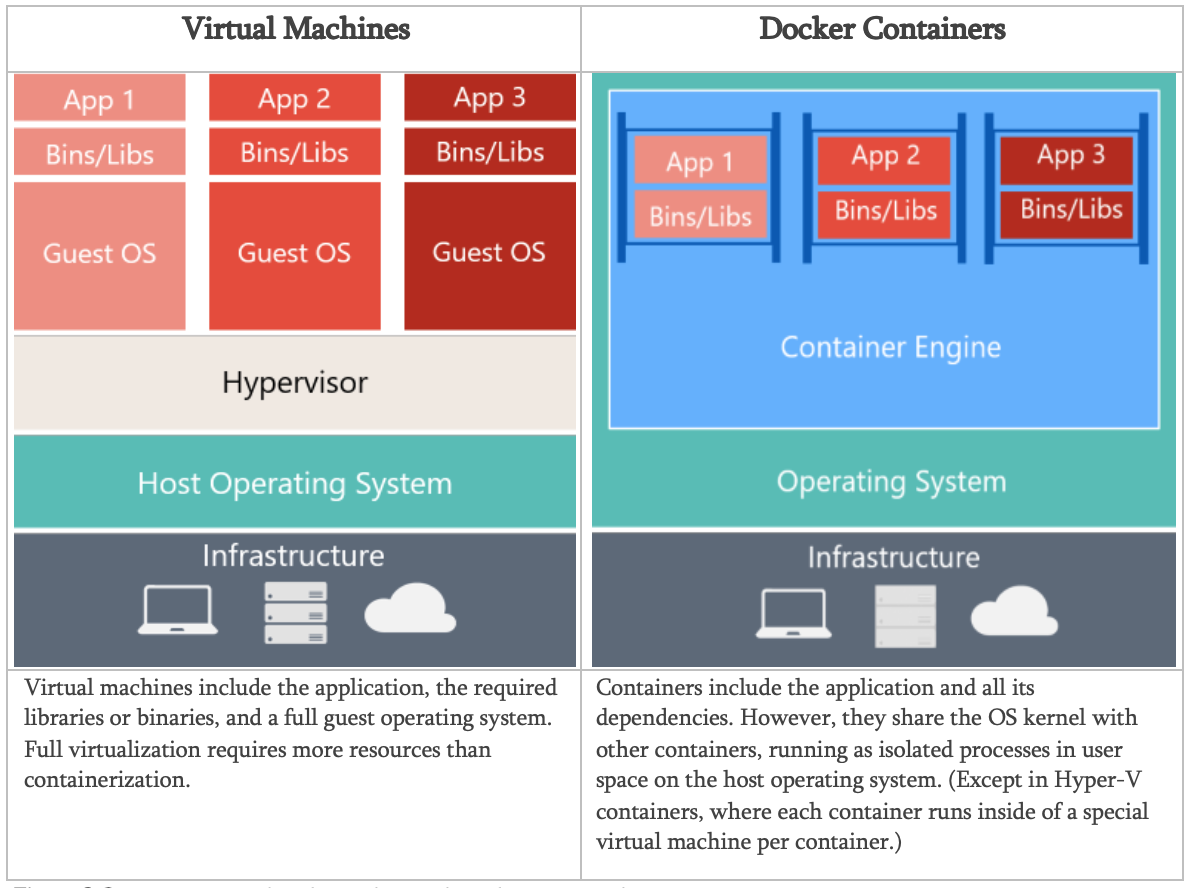 Virtual Machines
App 1
App 2
App 3
Bins/Libs
Bins/Libs
Bins/Libs
Guest OS
Guest OS
Guest OS
Hypervisor
Host Operating System
Infrastructure
Virtual machines include the application, the required
libraries or binaries, and a full guest operating system.
Full virtualization requires more resources than
containerization.
Docker Containers
App 1
App 2
App 3
Bins/Libs
Bins/Libs
Bins/Libs
Container Engine
Operating System
Infrastructure
Containers include the application and all its
dependencies. However, they share the OS kernel with
other containers, running as isolated processes in user
space on the host operating system. (Except in Hyper-V
containers, where each container runs inside of a special
virtual machine per container.)